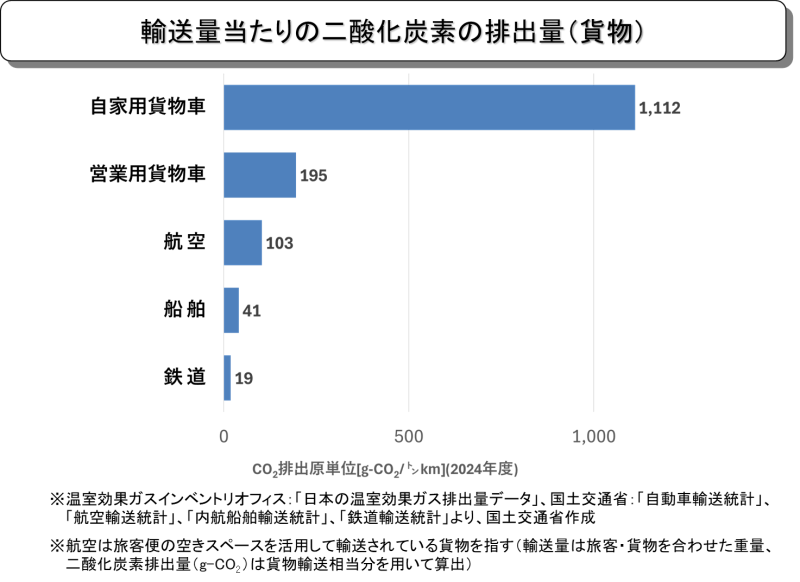 輸送量当たりの二酸化炭素の排出量（貨物）
自家用貨物車 1,112
営業用貨物車 195
航空 103
船舶 41
鉄道 19
0 500 1,000
CO₂排出原単位[g-CO₂/㌧km](2024年度)
※温室効果ガスインベントリオフィス：「日本の温室効果ガス排出量データ」、国土交通省：「自動車輸送統計」、
「航空輸送統計」、「内航船舶輸送統計」、「鉄道輸送統計」より、国土交通省作成
※航空は旅客便の空きスペースを活用して輸送されている貨物を指す（輸送量は旅客・貨物を合わせた重量、
二酸化炭素排出量（g-CO₂）は貨物輸送相当分を用いて算出）